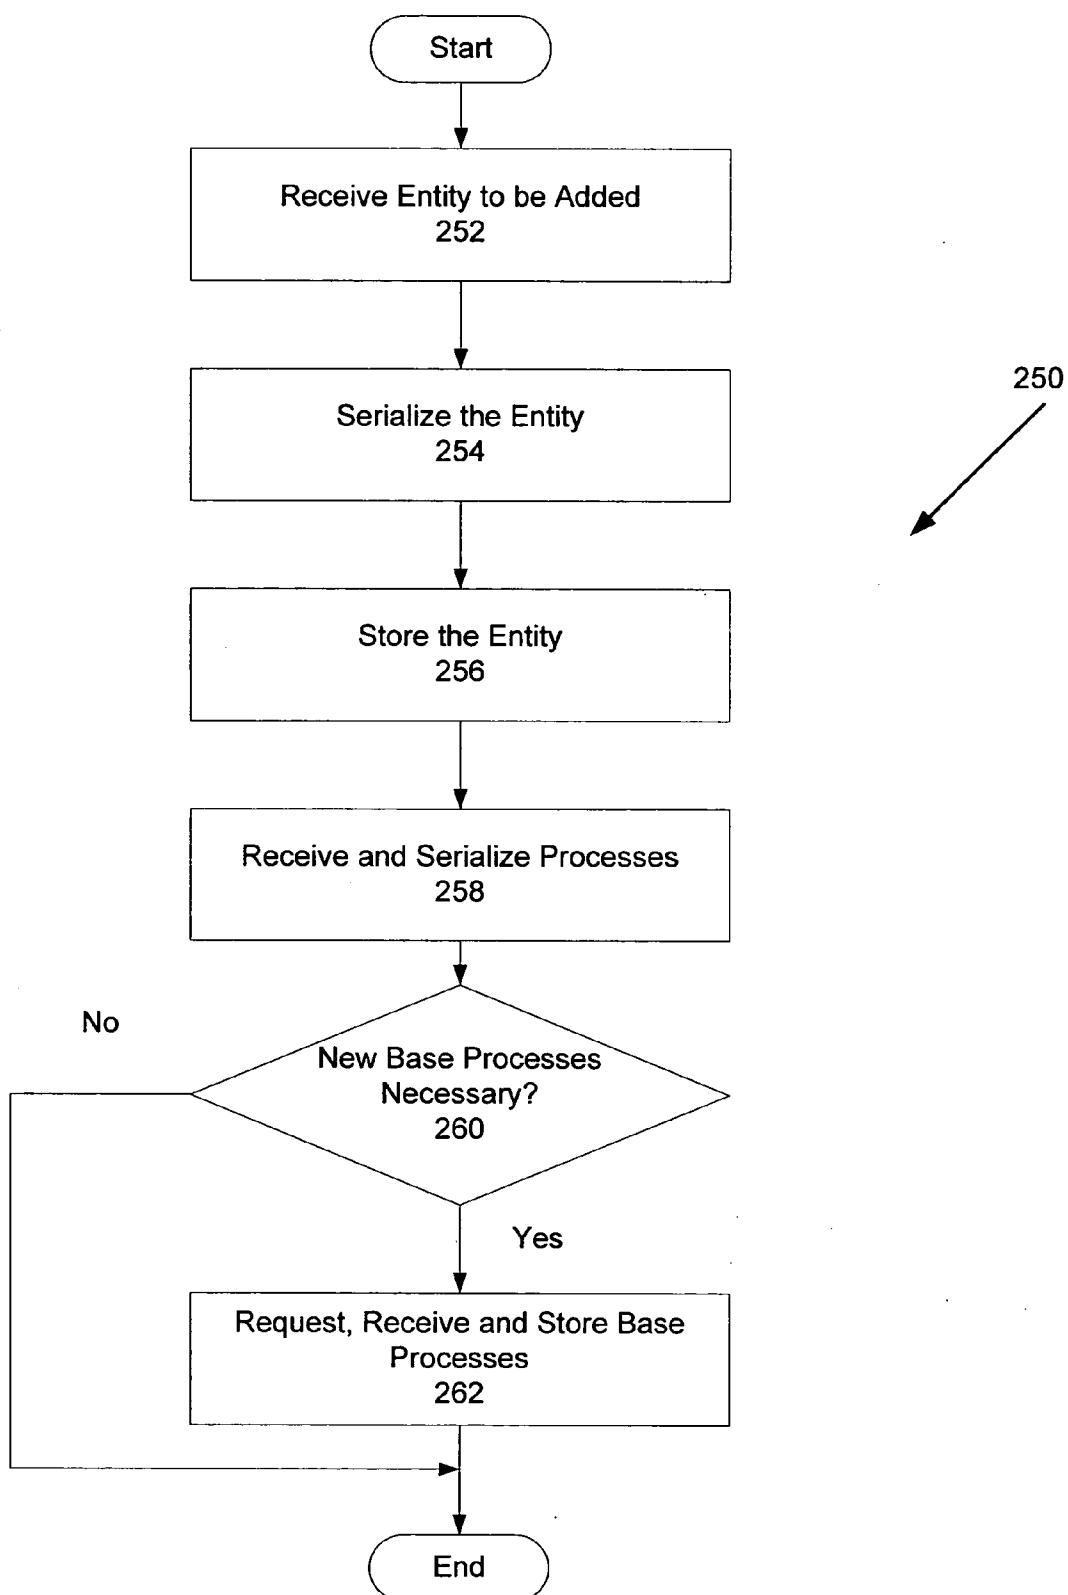 Start
Receive Entity to be Added
252
250
Serialize the Entity
254
Store the Entity
256
Receive and Serialize Processes
258
No
New Base Processes
Necessary?
260
Yes
Request, Receive and Store Base
Processes
262
End